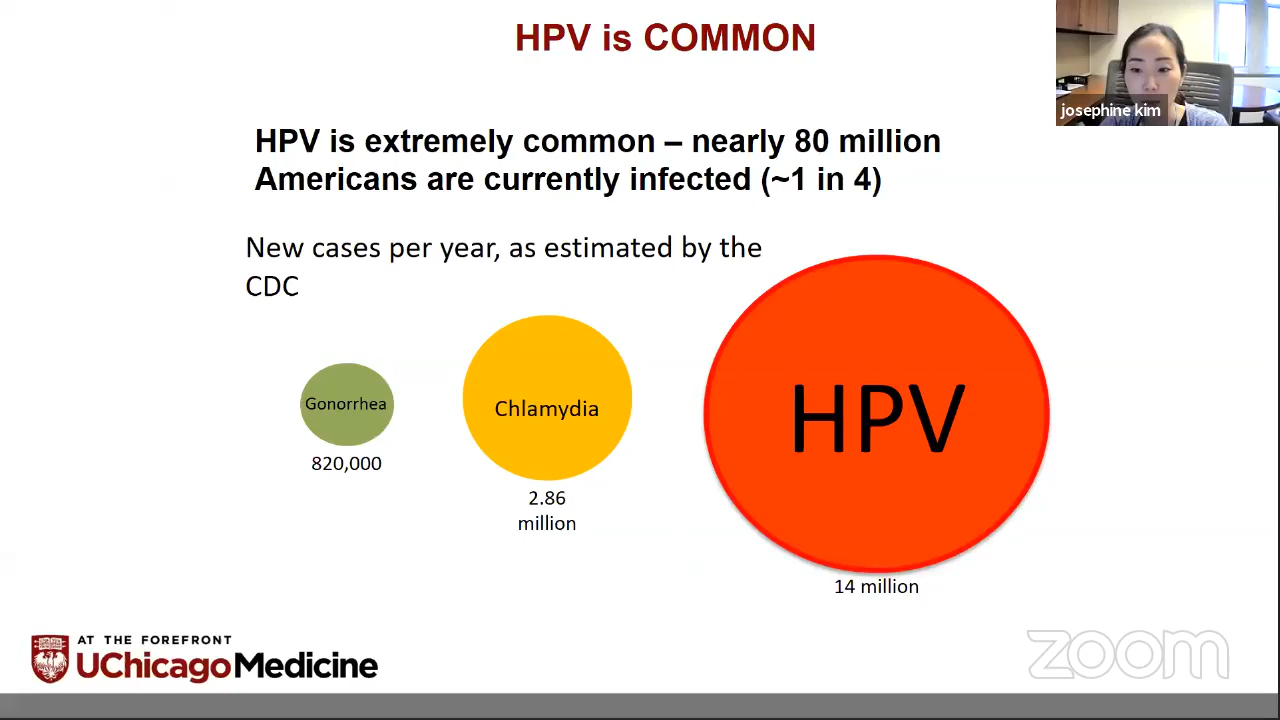 HPV is COMMON
josephine kim
HPV is extremely common – nearly 80 million
Americans are currently infected (~1 in 4)
New cases per year, as estimated by the
CDC
Gonorrhea
820,000
Chlamydia
2.86
million
HPV
14 million
AT THE FOREFRONT
UChicago Medicine
zoom